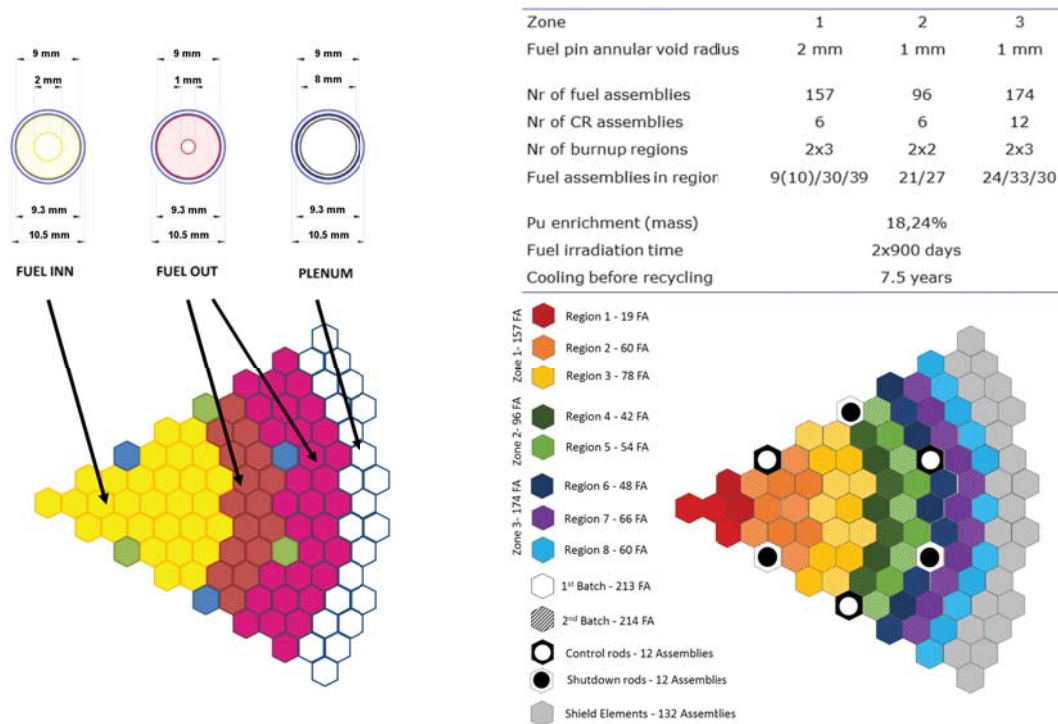 9 mm
9 mm
9 mm
2 mm
1 mm
8 mm
9.3 mm
9.3 mm
9.3 mm
10.5 mm
10.5 mm
10.5 mm
FUEL INN
FUEL OUT
PLENUM
Zone 1 2 3
Fuel pin annular void radius 2 mm 1 mm 1 mm
Nr of fuel assemblies 157 96 174
Nr of CR assemblies 6 6 12
Nr of burnup regions 2x3 2x2 2x3
Fuel assemblies in region 9(10)/30/39 21/27 24/33/30
Pu enrichment (mass) 18,24%
Fuel irradiation time 2x900 days
Cooling before recycling 7.5 years
Zone 1- 157 FA
Region 1 - 19 FA
Region 2 - 60 FA
Region 3 - 78 FA
Zone 2- 96 FA
Region 4 - 42 FA
Region 5 - 54 FA
Zone 3- 174 FA
Region 6 - 48 FA
Region 7 - 66 FA
Region 8 - 60 FA
1st Batch - 213 FA
2nd Batch - 214 FA
Control rods - 12 Assemblies
Shutdown rods - 12 Assemblies
Shield Elements - 132 Assemblies